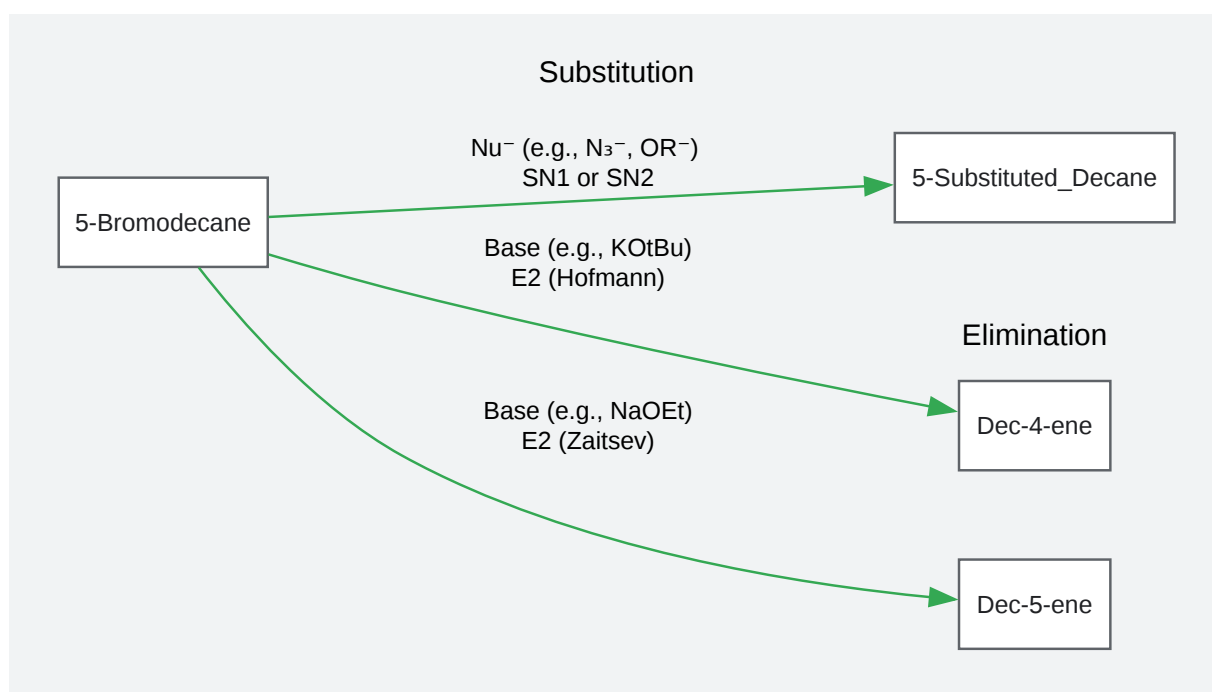 Substitution
Nu⁻ (e.g., N₃⁻, OR⁻)
SN1 or SN2
5-Substituted_Decane
5-Bromodecane
Base (e.g., KOtBu)
E2 (Hofmann)
Elimination
Base (e.g., NaOEt)
E2 (Zaitsev)
Dec-4-ene
Dec-5-ene